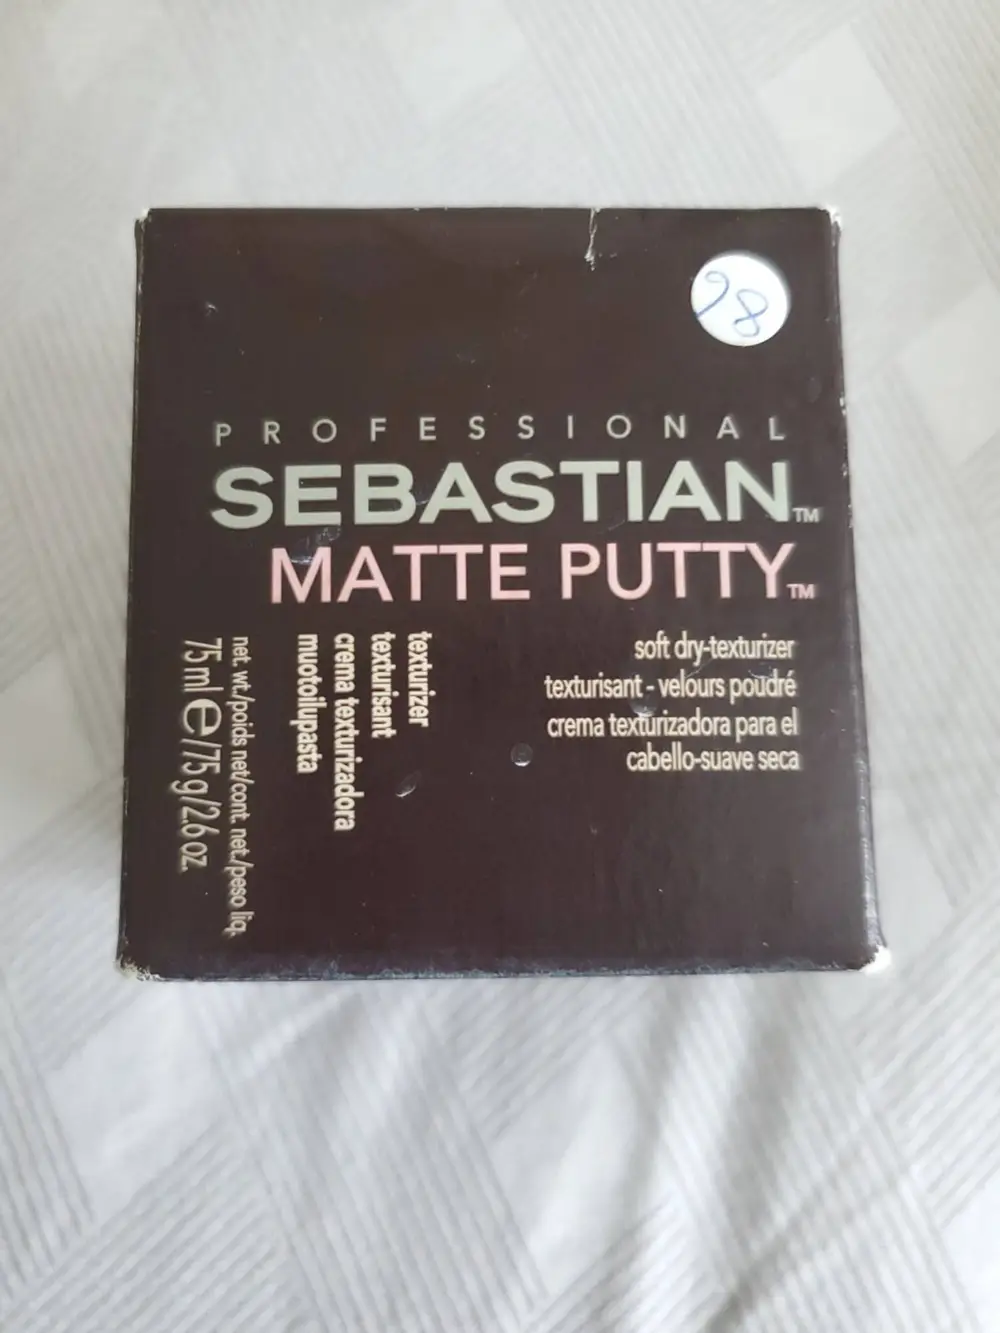 98
PROFESSIONAL
SEBASTIAN™
MATTE PUTTY™
soft dry-texturizer
texturisant - velours poudré
crema texturizadora para el
cabello-suave seca
texturizer
texturisant
crema texturizadora
muotoilupasta
net. wt./poids net/cont. net./peso liq.
75 ml ℮/75 g/2.6 oz.